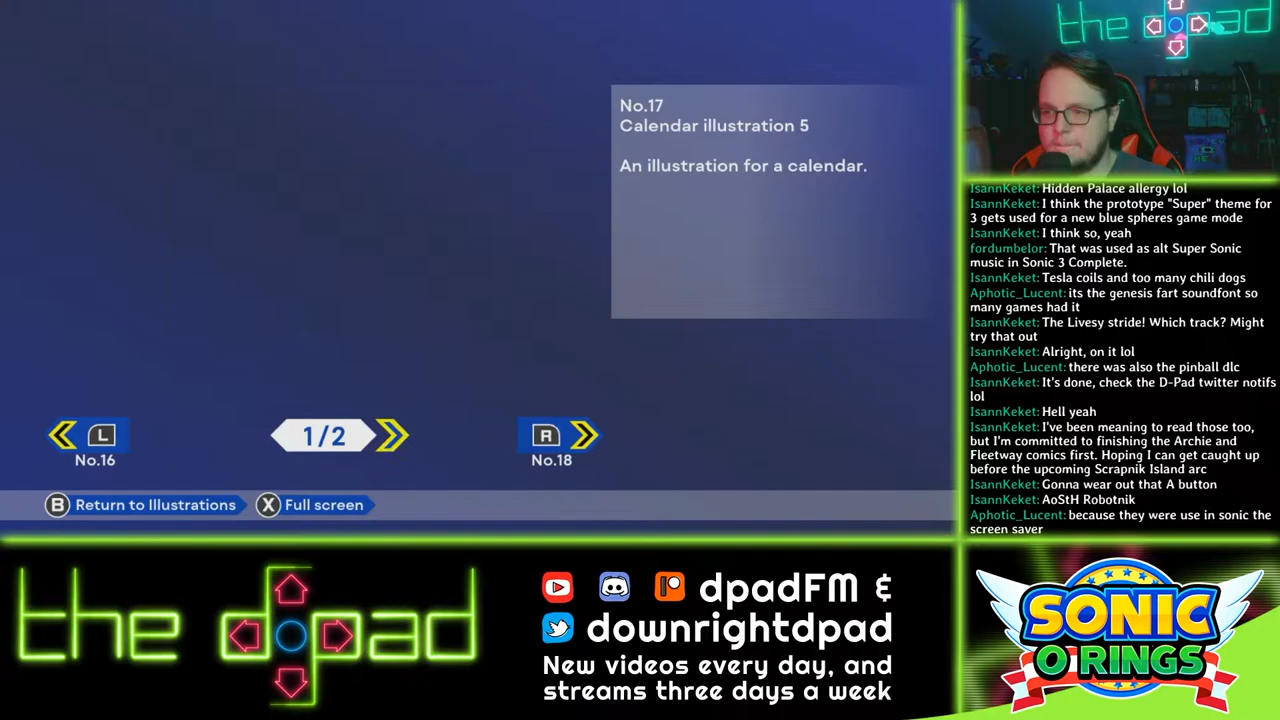 No.17
Calendar illustration 5
An illustration for a calendar.
L
1/2
R
No.16
No.18
B Return to Illustrations
X Full screen
the dpad
IsannKeket: Hidden Palace allergy lol
IsannKeket: I think the prototype "Super" theme for
3 gets used for a new blue spheres game mode
IsannKeket: I think so, yeah
fordumbelor: That was used as alt Super Sonic
music in Sonic 3 Complete.
IsannKeket: Tesla coils and too many chili dogs
Aphotic_Lucent: its the genesis fart soundfont so
many games had it
IsannKeket: The Livesy stride! Which track? Might
try that out
IsannKeket: Alright, on it lol
Aphotic_Lucent: there was also the pinball dlc
IsannKeket: It's done, check the D-Pad twitter notifs
lol
IsannKeket: Hell yeah
IsannKeket: I've been meaning to read those too,
but I'm committed to finishing the Archie and
Fleetway comics first. Hoping I can get caught up
before the upcoming Scrapnik Island arc
IsannKeket: Gonna wear out that A button
IsannKeket: AoStH Robotnik
Aphotic_Lucent: because they were use in sonic the
screen saver
the dpad
dpadFM &
downrightdpad
New videos every day, and
streams three days a week
SONIC
O RINGS